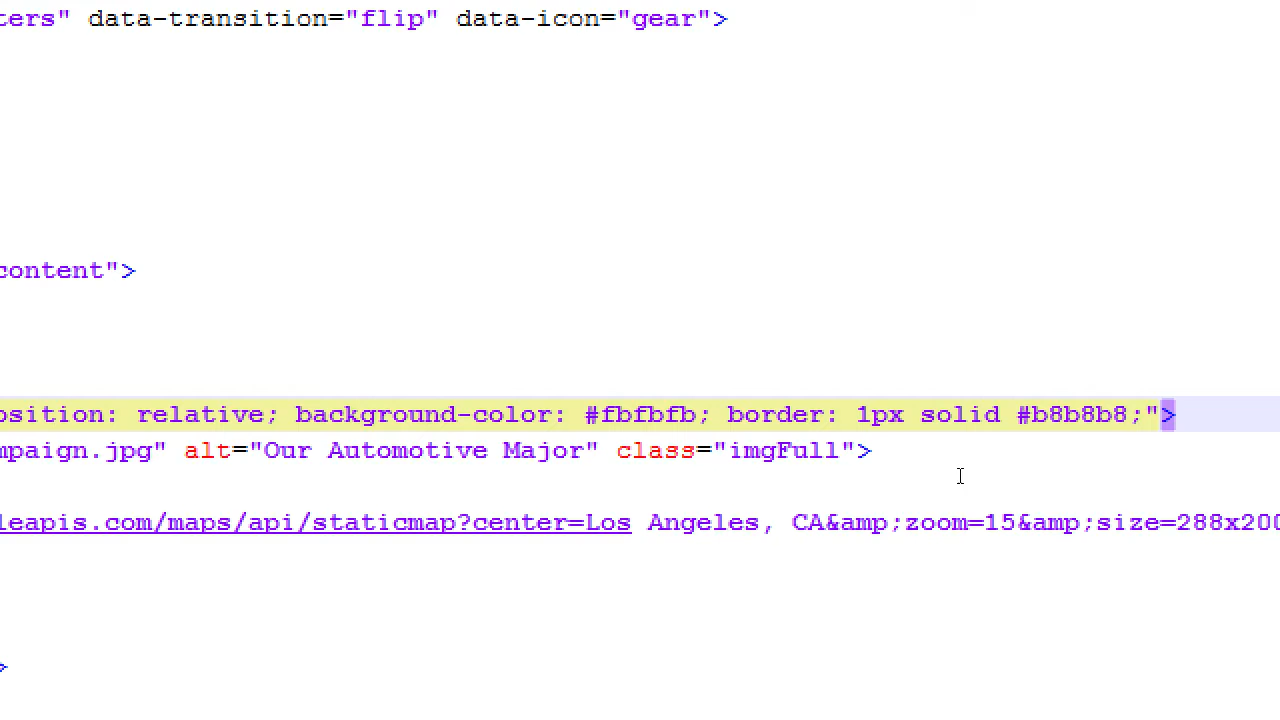 ters" data-transition="flip" data-icon="gear">
content">
osition: relative; background-color: #fbfbfb; border: 1px solid #b8b8b8;">
mpaign.jpg" alt="Our Automotive Major" class="imgFull">
leapis.com/maps/api/staticmap?center=Los Angeles, CA&amp;zoom=15&amp;size=288x200
>